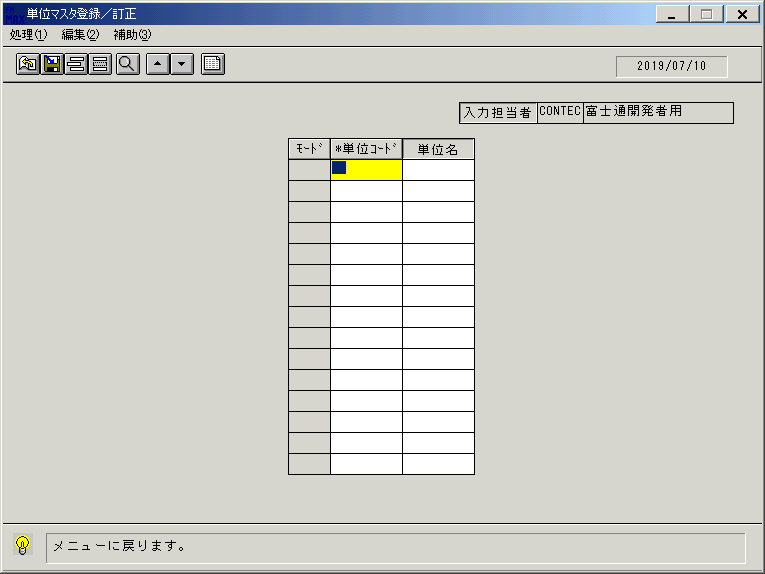 単位マスタ登録／訂正
処理(1) 編集(2) 補助(3)
2019/07/10
入力担当者 CONTEC 富士通開発者用
ﾓｰﾄﾞ *単位ｺｰﾄﾞ 単位名
メニューに戻ります。